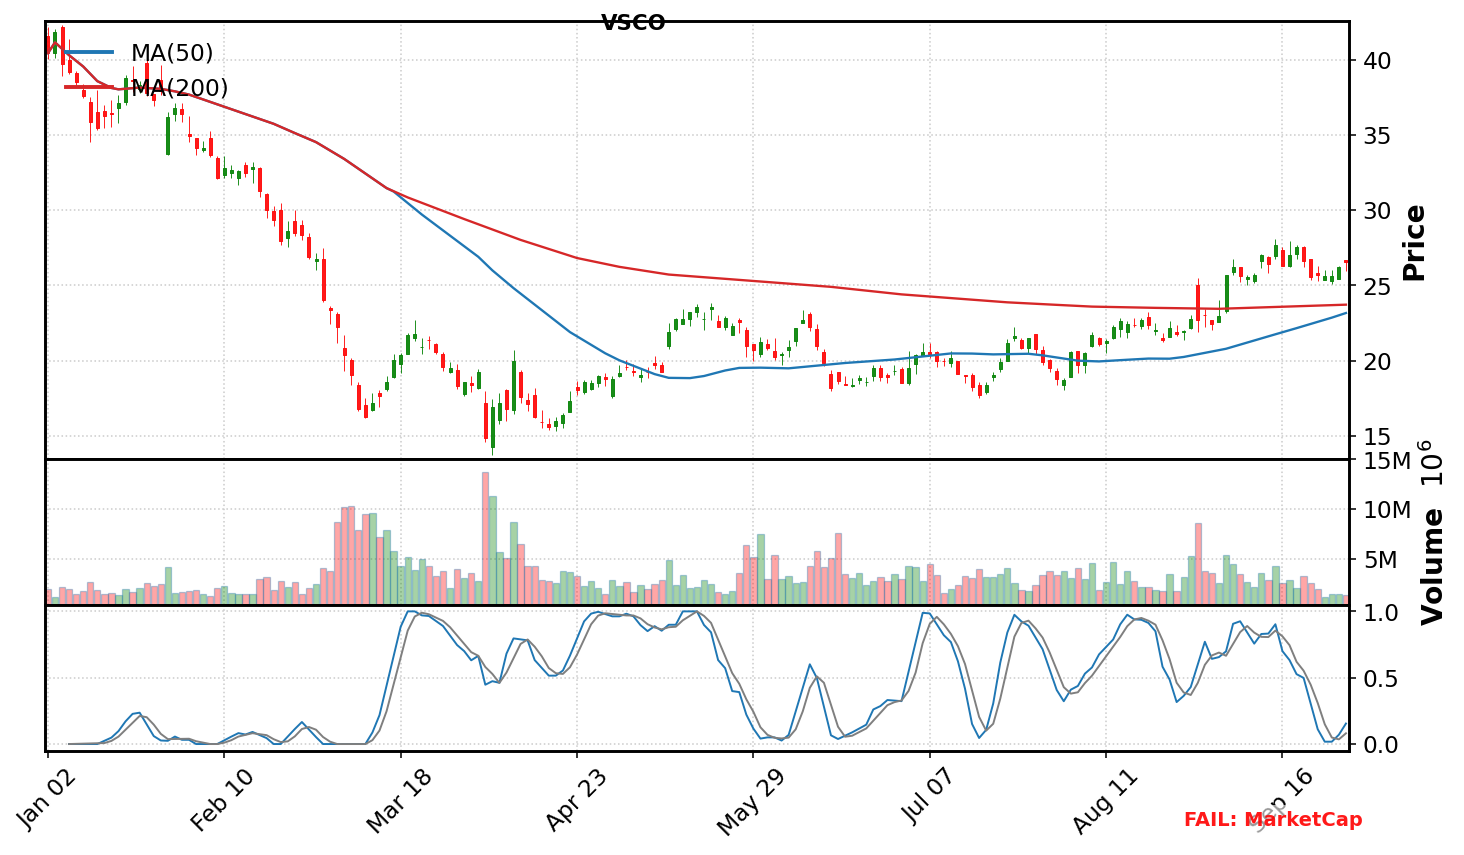 VSCO
MA(50)
MA(200)
40
35
30
25
20
15
Price
15M
10M
5M
Volume 10^6
1.0
0.5
0.0
Jan 02
Feb 10
Mar 18
Apr 23
May 29
Jul 07
Aug 11
Sep 16
FAIL: MarketCap